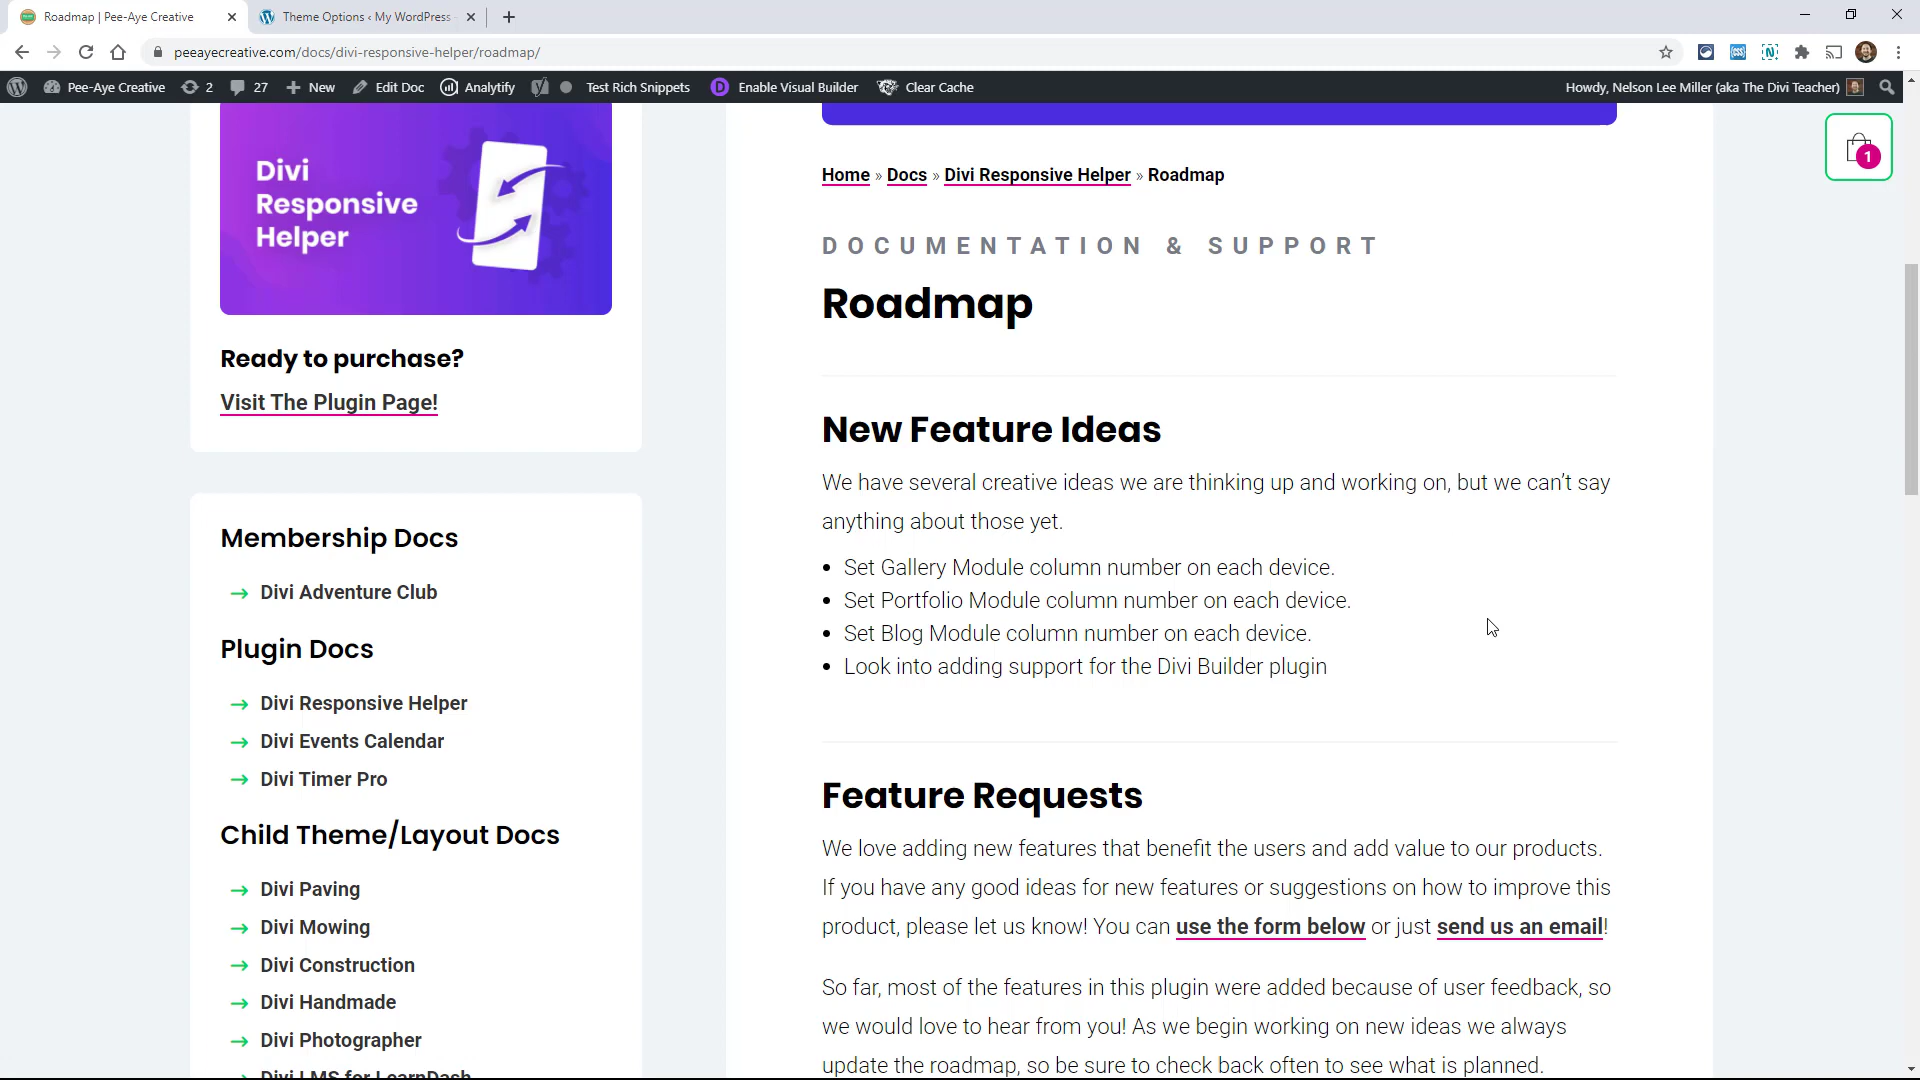 Roadmap | Pee-Aye Creative
Theme Options ‹ My WordPress
peeayecreative.com/docs/divi-responsive-helper/roadmap/
Pee-Aye Creative 2 27 New Edit Doc Analytify Test Rich Snippets D Enable Visual Builder Clear Cache Howdy, Nelson Lee Miller (aka The Divi Teacher)
1
Divi
Responsive
Helper
Ready to purchase?
Visit The Plugin Page!
Membership Docs
→ Divi Adventure Club
Plugin Docs
→ Divi Responsive Helper
→ Divi Events Calendar
→ Divi Timer Pro
Child Theme/Layout Docs
→ Divi Paving
→ Divi Mowing
→ Divi Construction
→ Divi Handmade
→ Divi Photographer
→ Divi LMS for LearnDash
Home » Docs » Divi Responsive Helper » Roadmap
DOCUMENTATION & SUPPORT
Roadmap
New Feature Ideas
We have several creative ideas we are thinking up and working on, but we can’t say
anything about those yet.
• Set Gallery Module column number on each device.
• Set Portfolio Module column number on each device.
• Set Blog Module column number on each device.
• Look into adding support for the Divi Builder plugin
Feature Requests
We love adding new features that benefit the users and add value to our products.
If you have any good ideas for new features or suggestions on how to improve this
product, please let us know! You can use the form below or just send us an email!
So far, most of the features in this plugin were added because of user feedback, so
we would love to hear from you! As we begin working on new ideas we always
update the roadmap, so be sure to check back often to see what is planned.